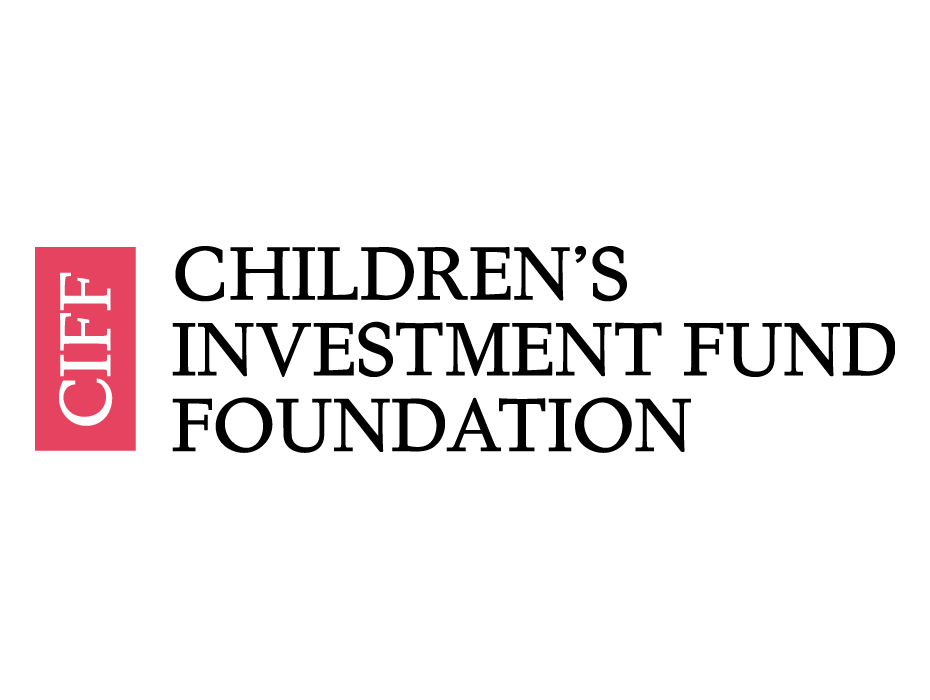 CIFF
CHILDREN’S
INVESTMENT FUND
FOUNDATION